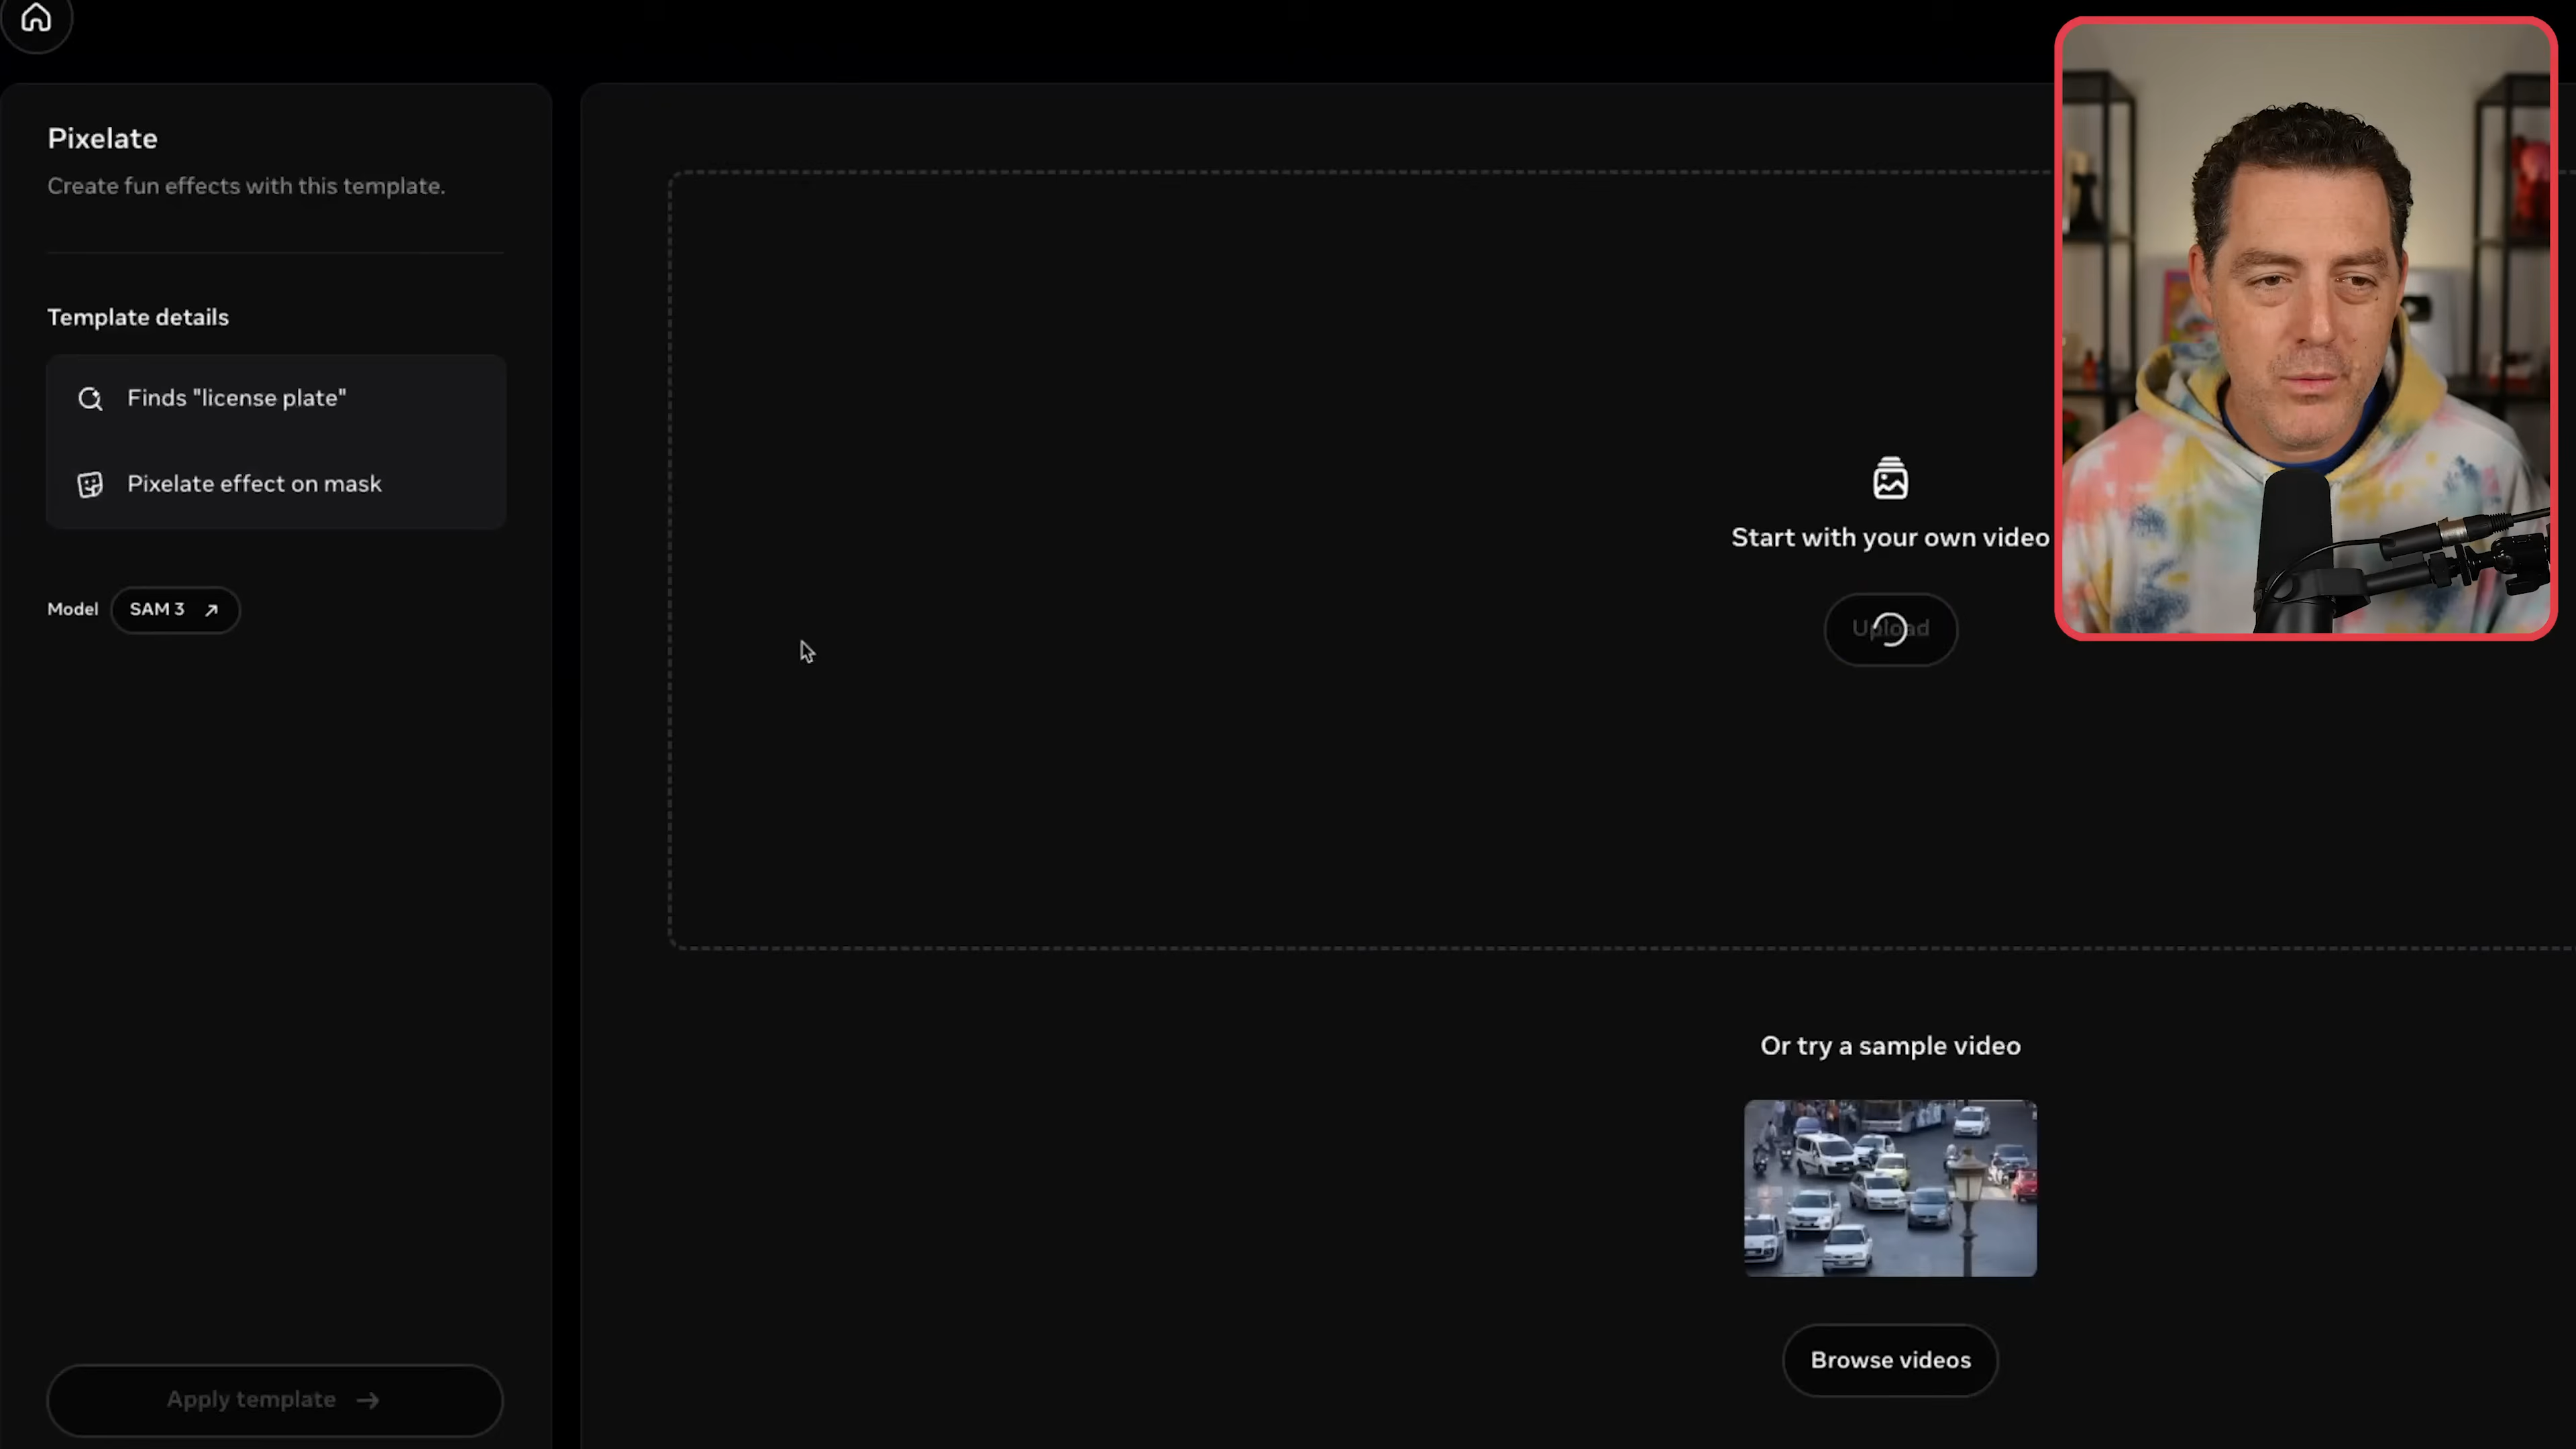 Pixelate
Create fun effects with this template.
Template details
Finds "license plate"
Pixelate effect on mask
Model
SAM 3
Start with your own video
Upload
Or try a sample video
Browse videos
Apply template